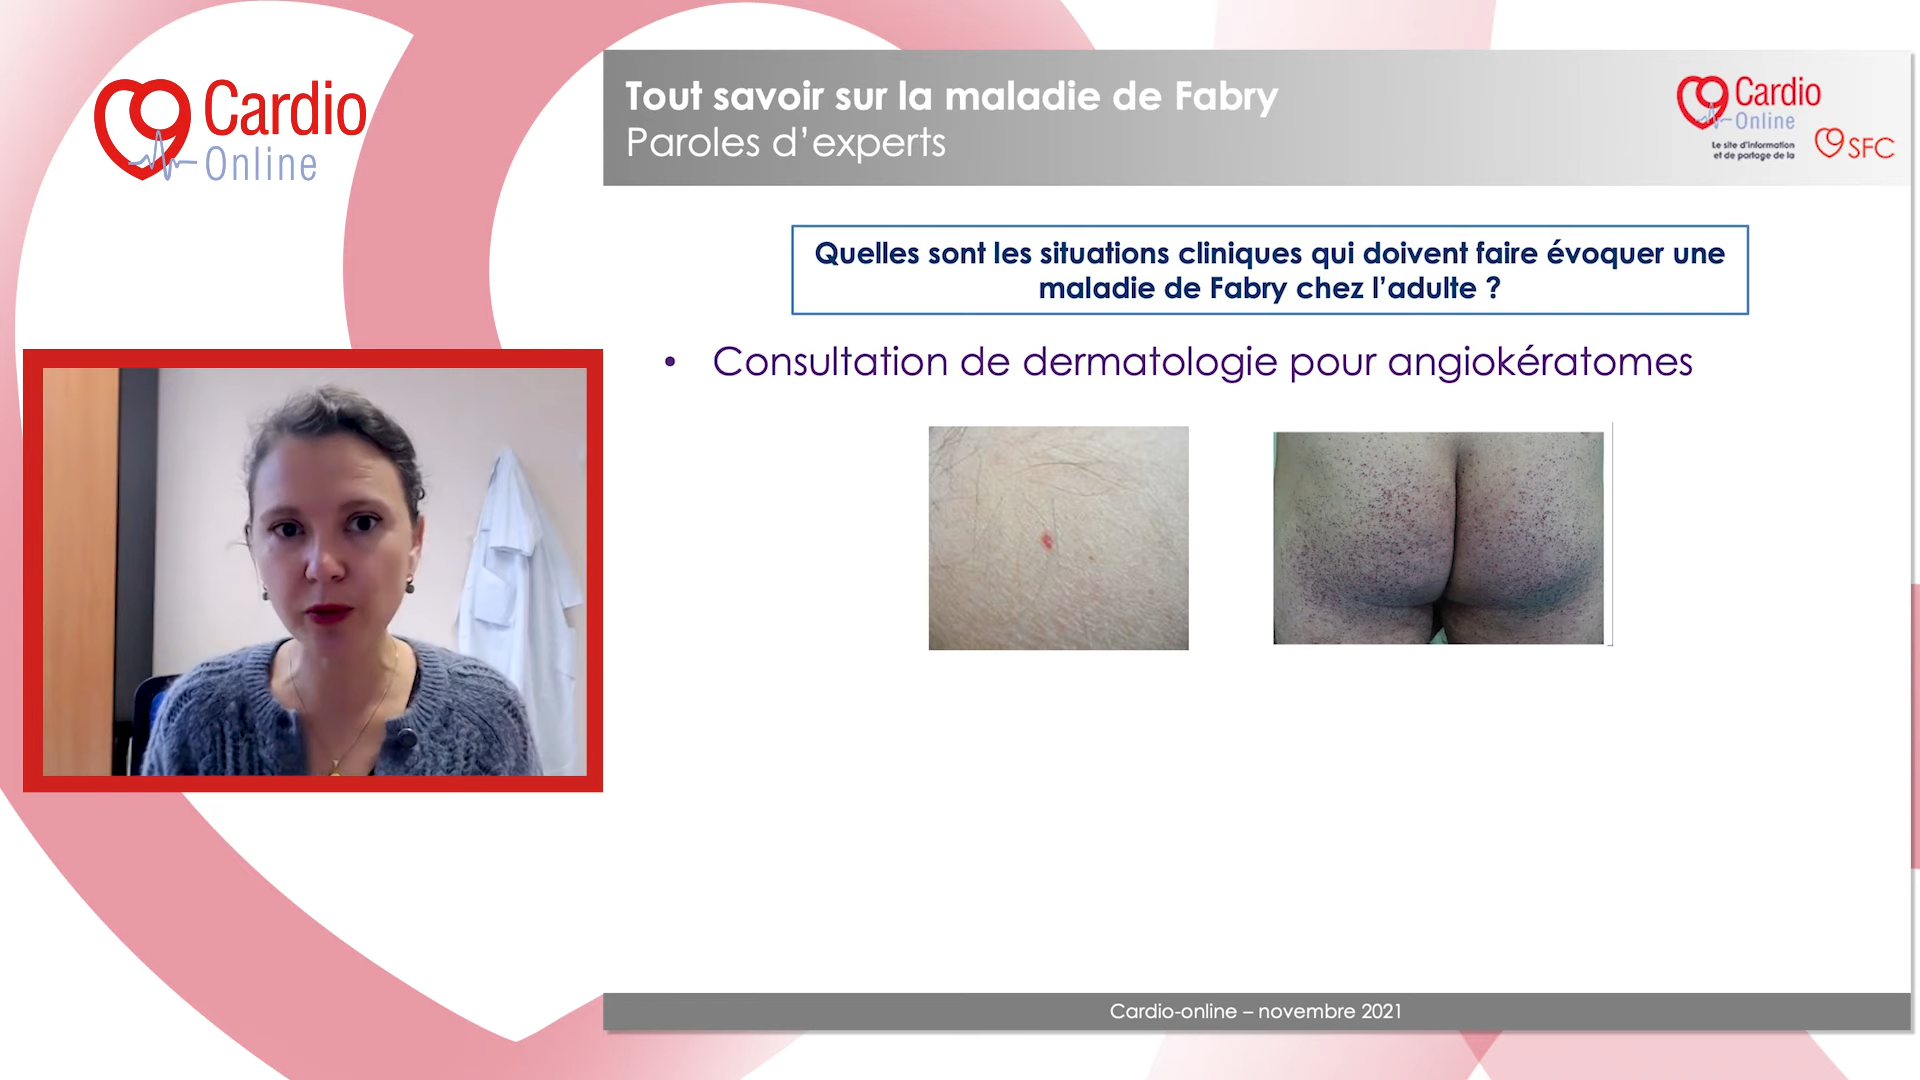 Cardio
Online
Tout savoir sur la maladie de Fabry
Paroles d’experts
Cardio
Online
Le site d'information
et de partage de la
SFC
Quelles sont les situations cliniques qui doivent faire évoquer une
maladie de Fabry chez l’adulte ?
• Consultation de dermatologie pour angiokératomes
Cardio-online – novembre 2021